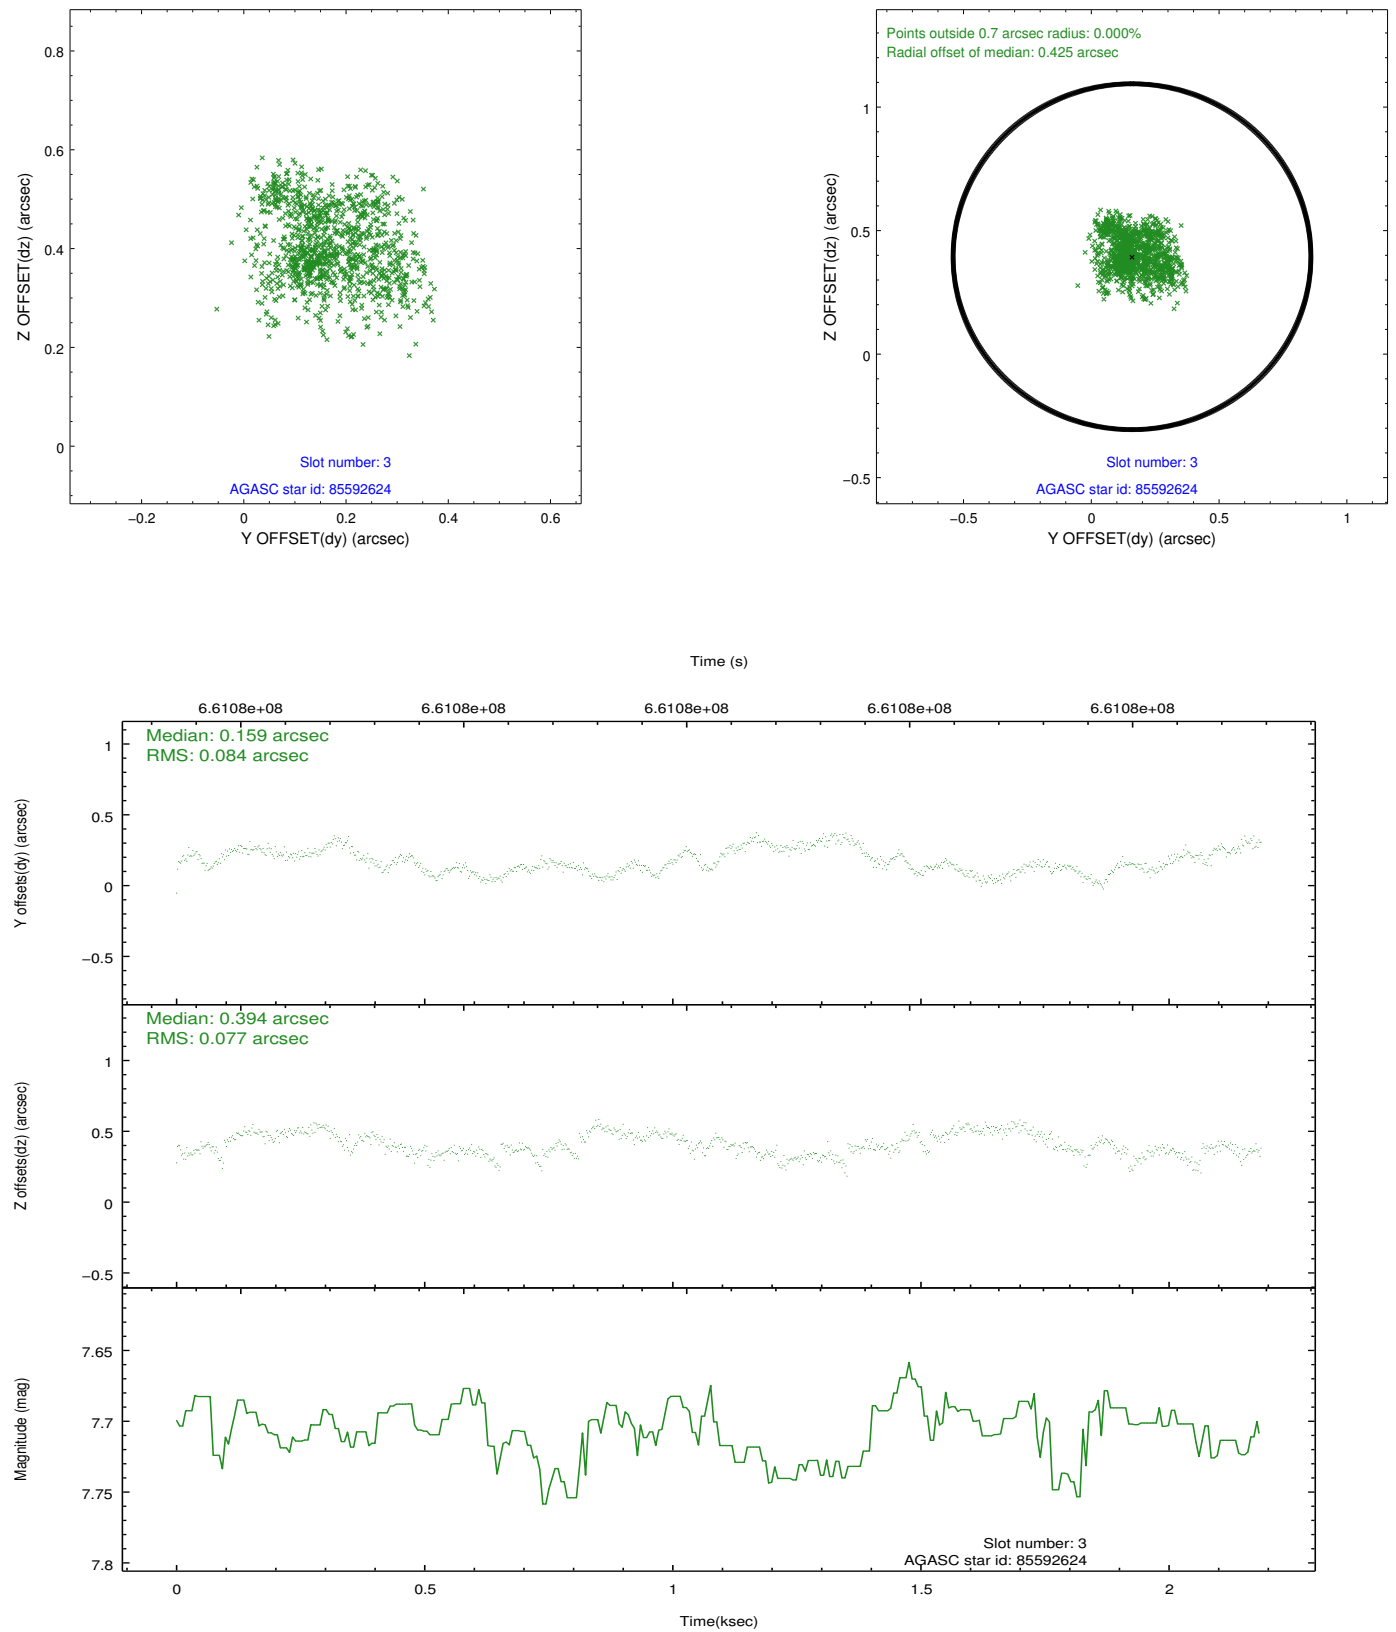 0.8
0.6
0.4
0.2
0
Z OFFSET(dz) (arcsec)
Slot number: 3
AGASC star id: 85592624
−0.2
0
0.2
0.4
0.6
Y OFFSET(dy) (arcsec)
Points outside 0.7 arcsec radius: 0.000%
Radial offset of median: 0.425 arcsec
1
0.5
0
−0.5
Z OFFSET(dz) (arcsec)
Slot number: 3
AGASC star id: 85592624
−0.5
0
0.5
1
Y OFFSET(dy) (arcsec)
Time (s)
6.6108e+08
6.6108e+08
6.6108e+08
6.6108e+08
6.6108e+08
Median: 0.159 arcsec
RMS: 0.084 arcsec
1
0.5
0
−0.5
Y offsets(dy) (arcsec)
Median: 0.394 arcsec
RMS: 0.077 arcsec
1
0.5
0
−0.5
Z offsets(dz) (arcsec)
7.65
7.7
7.75
7.8
Magnitude (mag)
Slot number: 3
AGASC star id: 85592624
0
0.5
1
1.5
2
Time(ksec)